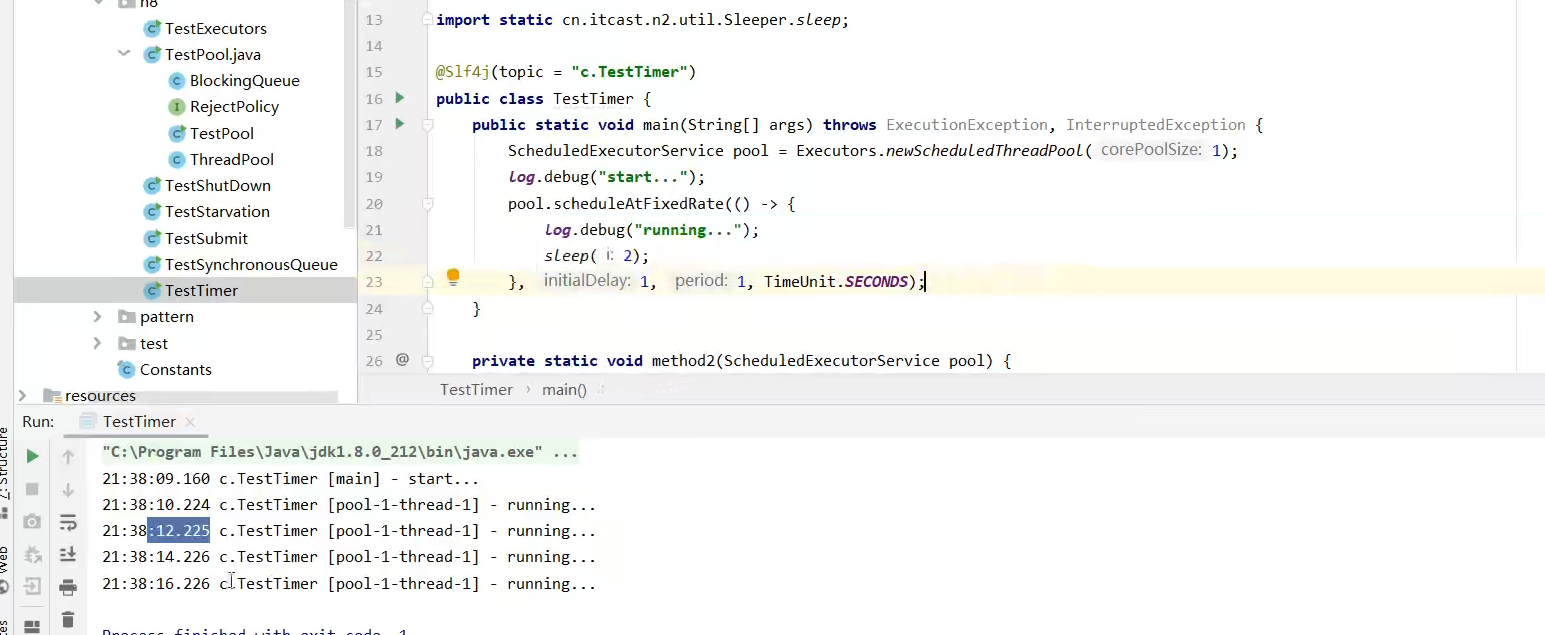 n8
TestExecutors
TestPool.java
BlockingQueue
RejectPolicy
TestPool
ThreadPool
TestShutDown
TestStarvation
TestSubmit
TestSynchronousQueue
TestTimer
pattern
test
Constants
resources
13 import static cn.itcast.n2.util.Sleeper.sleep;
14
15 @Slf4j(topic = "c.TestTimer")
16 public class TestTimer {
17 public static void main(String[] args) throws ExecutionException, InterruptedException {
18 ScheduledExecutorService pool = Executors.newScheduledThreadPool( corePoolSize: 1);
19 log.debug("start...");
20 pool.scheduleAtFixedRate(() -> {
21 log.debug("running...");
22 sleep( i: 2);
23 }, initialDelay: 1, period: 1, TimeUnit.SECONDS);
24 }
25
26 @ private static void method2(ScheduledExecutorService pool) {
TestTimer › main()
Run: TestTimer
"C:\Program Files\Java\jdk1.8.0_212\bin\java.exe" ...
21:38:09.160 c.TestTimer [main] - start...
21:38:10.224 c.TestTimer [pool-1-thread-1] - running...
21:38:12.225 c.TestTimer [pool-1-thread-1] - running...
21:38:14.226 c.TestTimer [pool-1-thread-1] - running...
21:38:16.226 c.TestTimer [pool-1-thread-1] - running...
Process finished with exit code -1
Z: Structure
Web